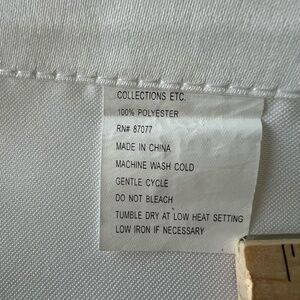 COLLECTIONS ETC.
100% POLYESTER
RN# 87077
MADE IN CHINA
MACHINE WASH COLD
GENTLE CYCLE
DO NOT BLEACH
TUMBLE DRY AT LOW HEAT SETTING
LOW IRON IF NECESSARY